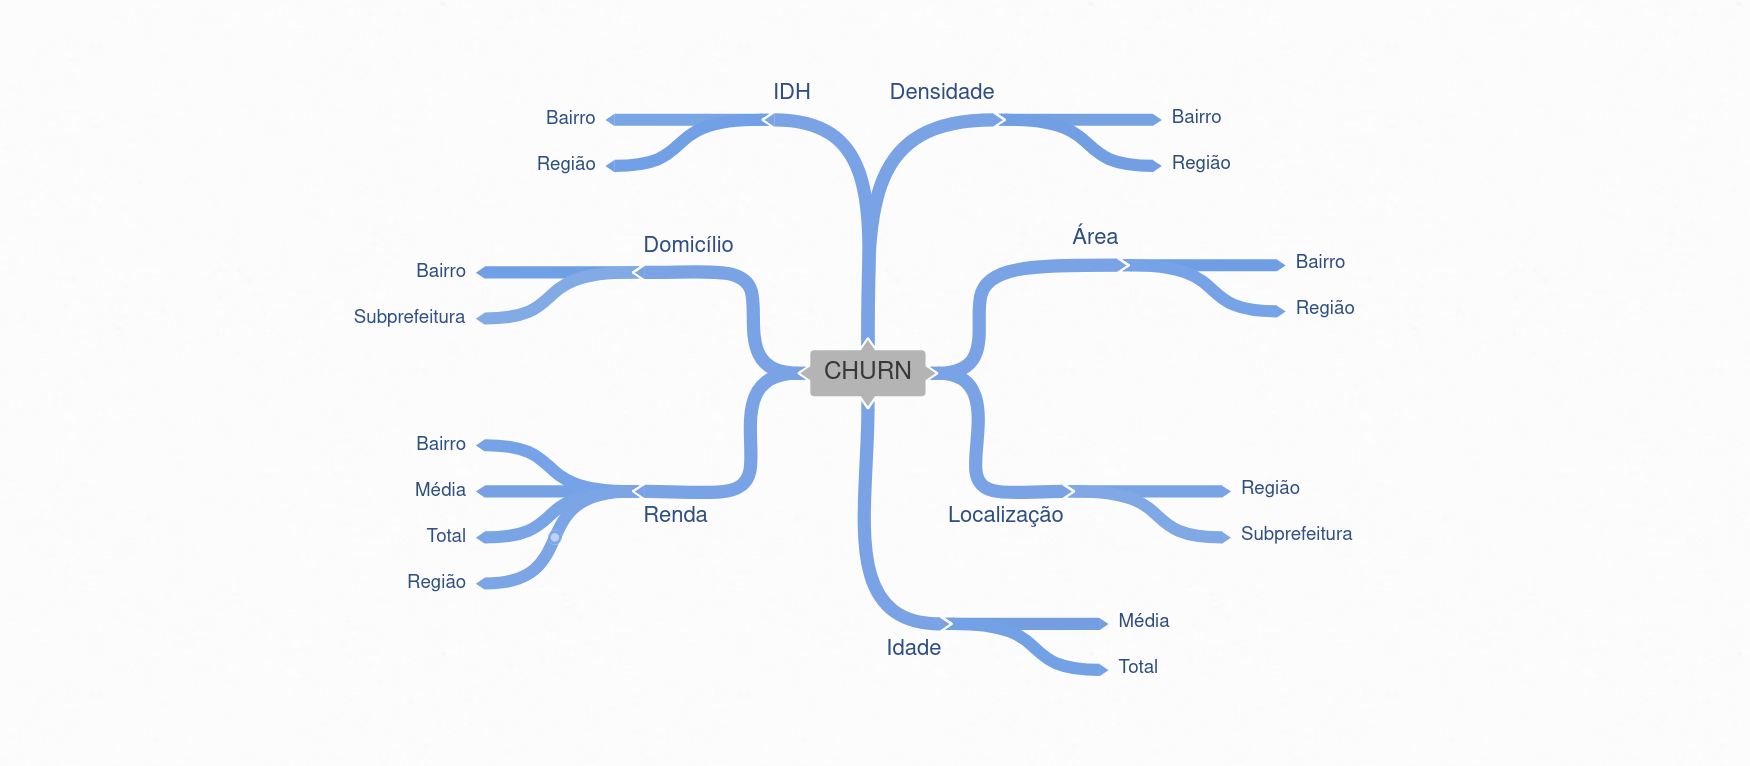 IDH
Densidade
Bairro
Bairro
Região
Região
Área
Domicílio
Bairro
Bairro
Região
Subprefeitura
CHURN
Bairro
Média
Região
Renda
Localização
Total
Subprefeitura
Região
Média
Idade
Total